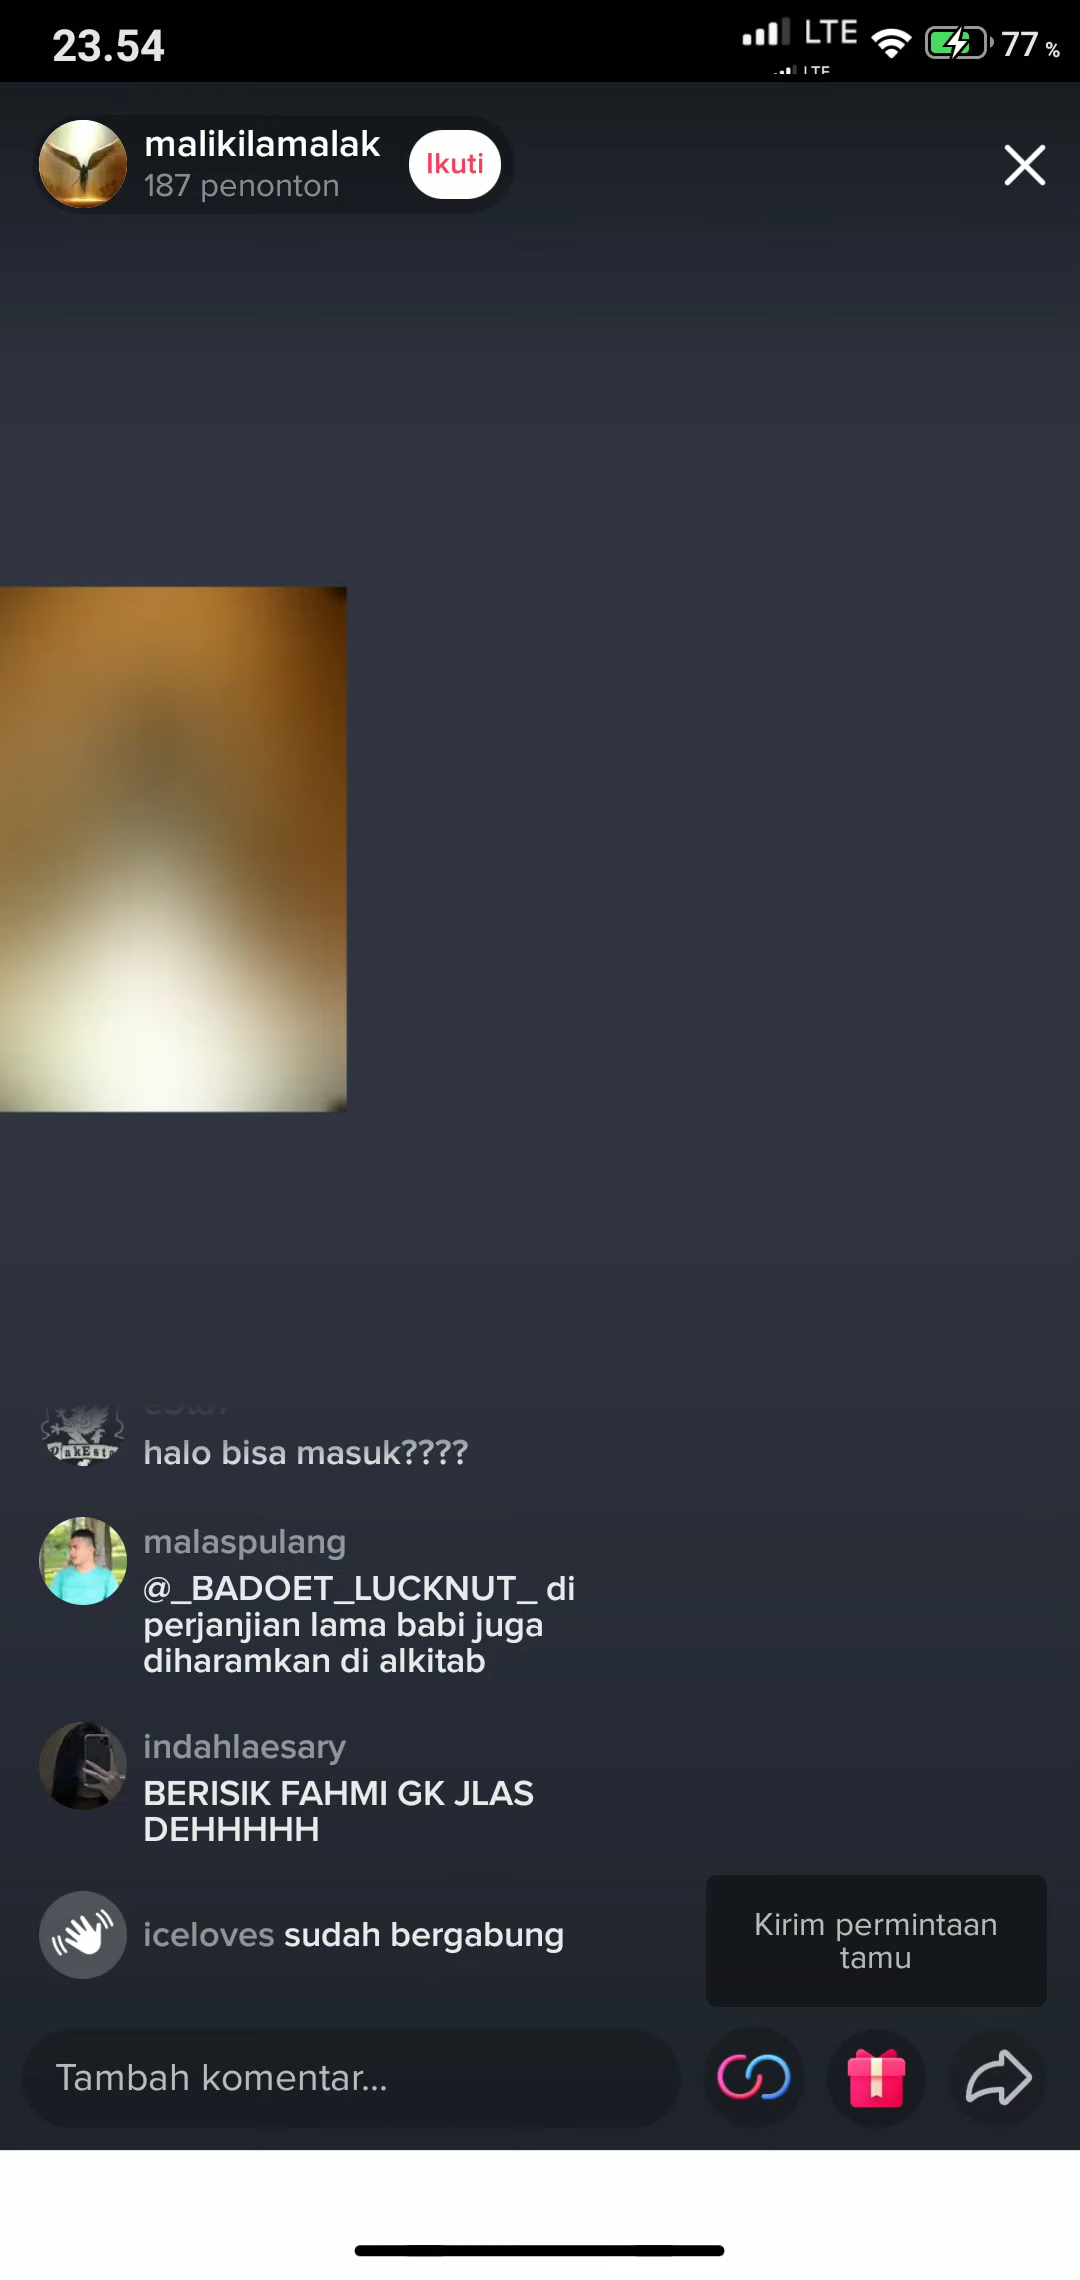 23.54
LTE
77 %
LTE
malikilamalak
Ikuti
187 penonton
halo bisa masuk????
malaspulang
@_BADOET_LUCKNUT_ di
perjanjian lama babi juga
diharamkan di alkitab
indahlaesary
BERISIK FAHMI GK JLAS
DEHHHHH
iceloves sudah bergabung
Kirim permintaan
tamu
Tambah komentar...